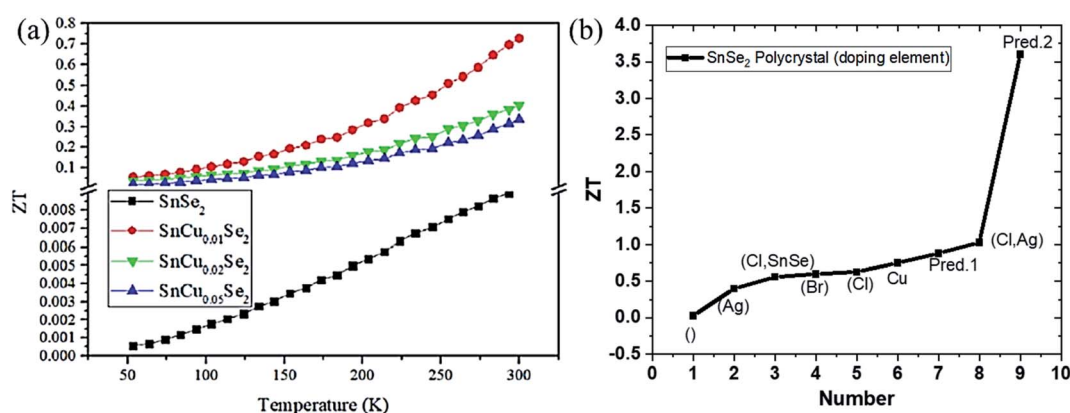 (a)
0.8
0.7
0.6
0.5
0.4
0.3
0.2
0.1
0.008
0.007
0.006
0.005
0.004
0.003
0.002
0.001
0.000
ZT
SnSe2
SnCu0.01Se2
SnCu0.02Se2
SnCu0.05Se2
50 100 150 200 250 300
Temperature (K)
(b)
4.0
3.5
3.0
2.5
2.0
1.5
1.0
0.5
0.0
-0.5
ZT
SnSe2 Polycrystal (doping element)
Pred.2
(Cl,Ag)
(Cl,SnSe)
Pred.1
Cu
(Br)
(Cl)
(Ag)
()
0 1 2 3 4 5 6 7 8 9 10
Number